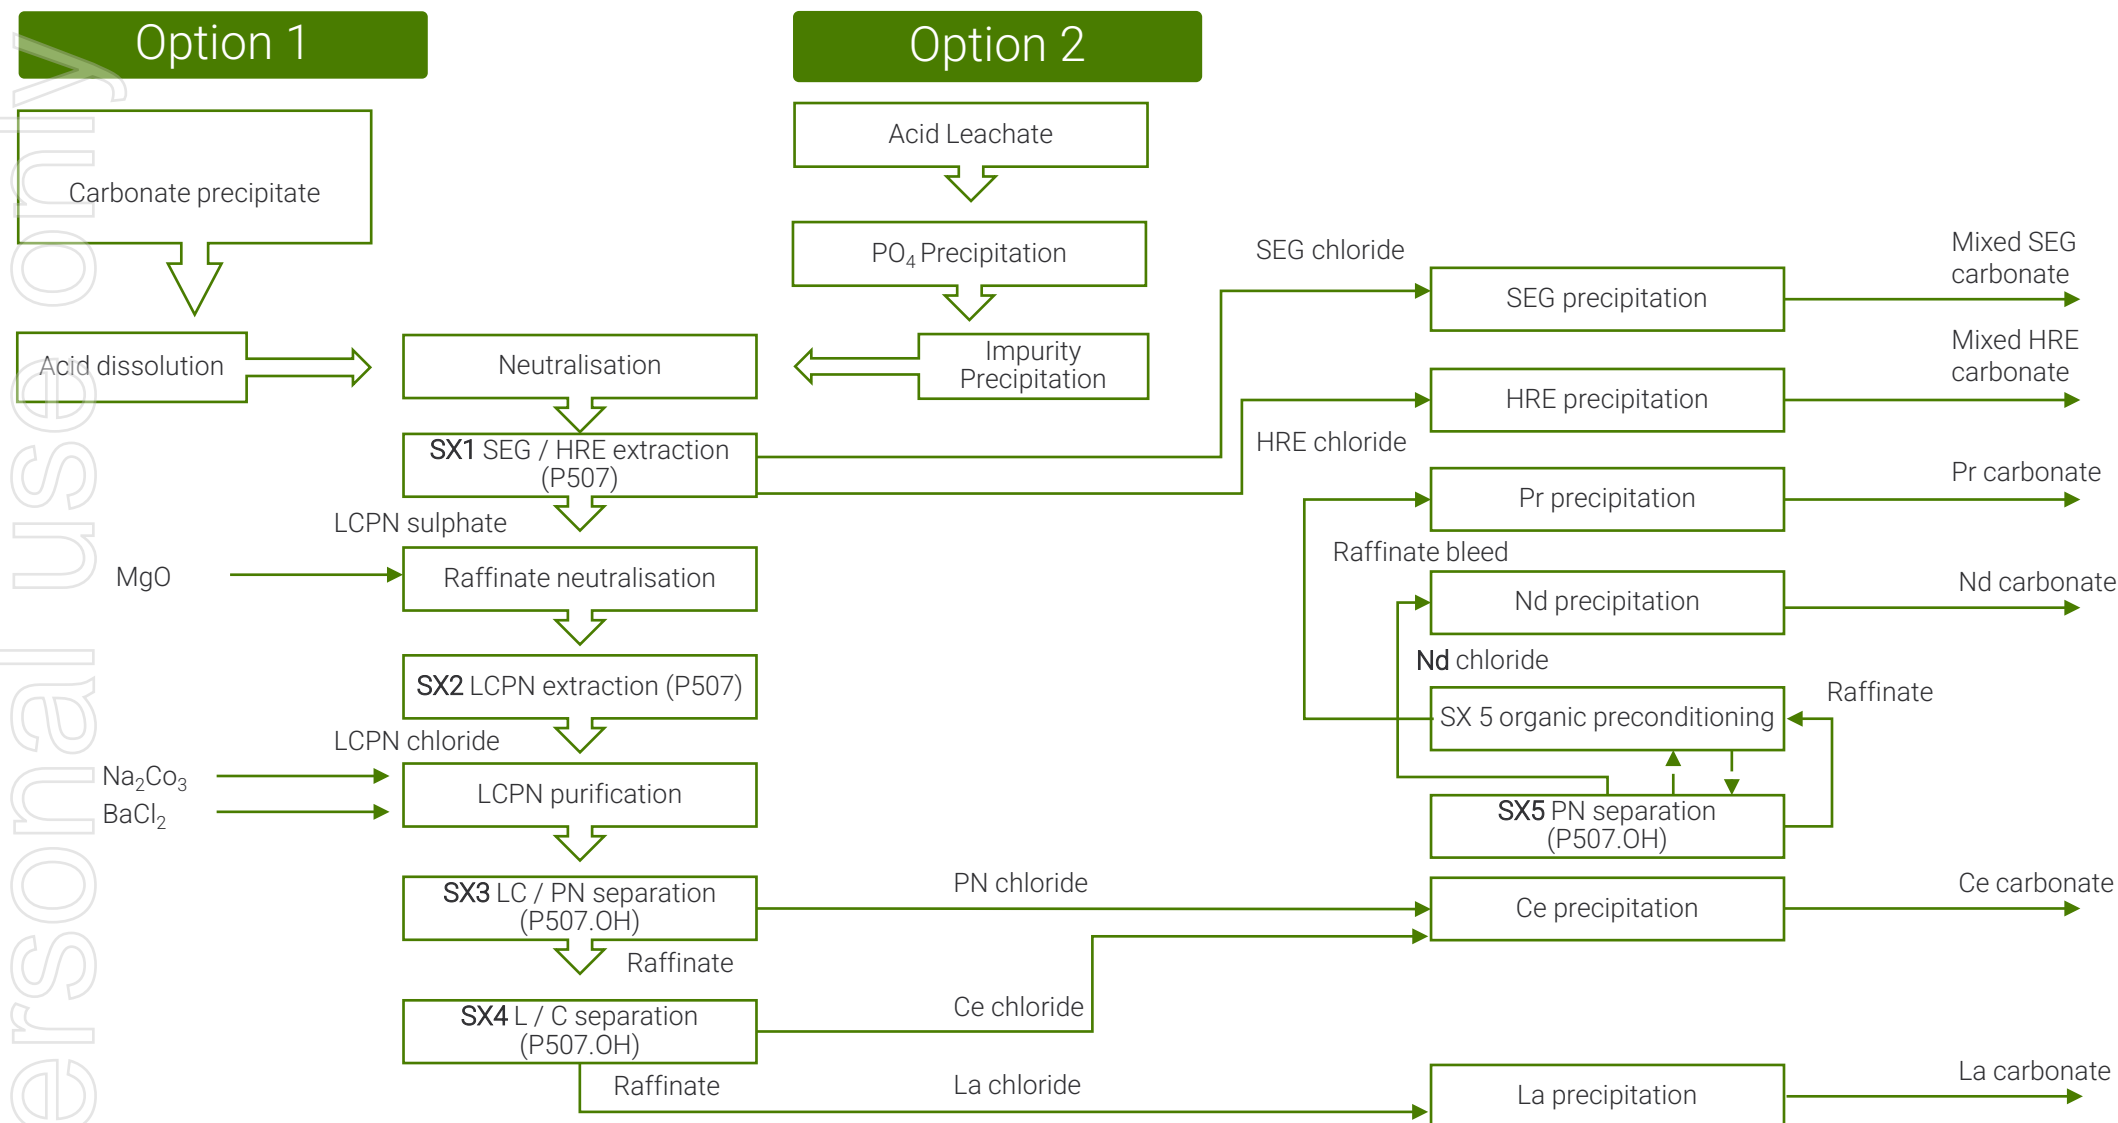 Option 1
Option 2
Carbonate precipitate
Acid Leachate
PO₄ Precipitation
Acid dissolution
Neutralisation
Impurity
Precipitation
SX1 SEG / HRE extraction
(P507)
LCPN sulphate
MgO
Raffinate neutralisation
SX2 LCPN extraction (P507)
LCPN chloride
Na₂Co₃
BaCl₂
LCPN purification
SX3 LC / PN separation
(P507.OH)
Raffinate
SX4 L / C separation
(P507.OH)
Raffinate
SEG chloride
SEG precipitation
Mixed SEG
carbonate
HRE chloride
HRE precipitation
Mixed HRE
carbonate
Pr precipitation
Pr carbonate
Raffinate bleed
Nd precipitation
Nd carbonate
Nd chloride
Raffinate
SX 5 organic preconditioning
SX5 PN separation
(P507.OH)
PN chloride
Ce precipitation
Ce carbonate
Ce chloride
La chloride
La precipitation
La carbonate
ersonal use only